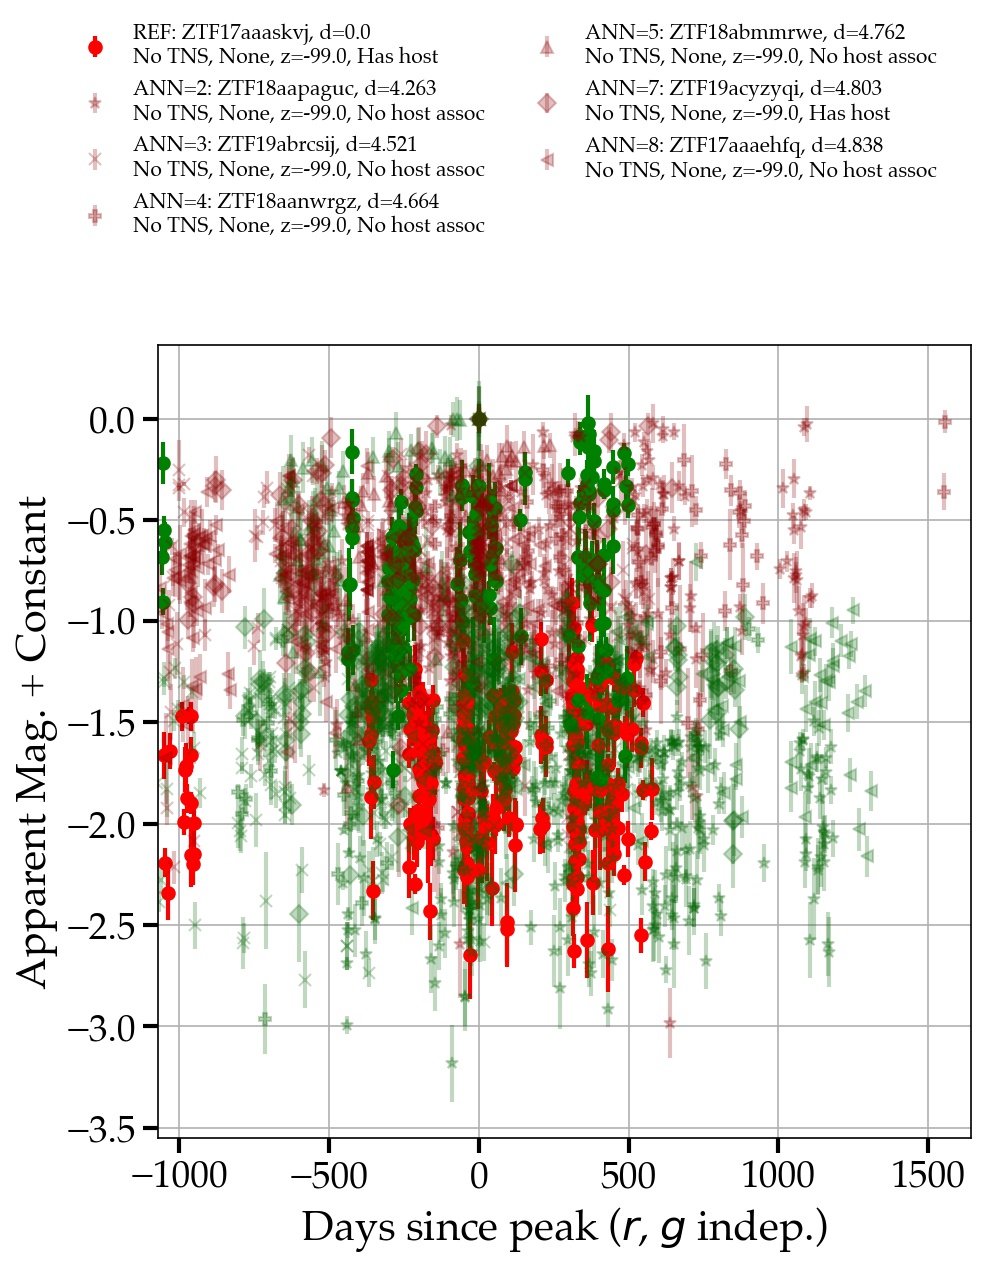 REF: ZTF17aaaskvj, d=0.0
No TNS, None, z=-99.0, Has host
ANN=2: ZTF18aapaguc, d=4.263
No TNS, None, z=-99.0, No host assoc
ANN=3: ZTF19abrcsij, d=4.521
No TNS, None, z=-99.0, No host assoc
ANN=4: ZTF18aanwrgz, d=4.664
No TNS, None, z=-99.0, No host assoc
ANN=5: ZTF18abmmrwe, d=4.762
No TNS, None, z=-99.0, No host assoc
ANN=7: ZTF19acyzyqi, d=4.803
No TNS, None, z=-99.0, Has host
ANN=8: ZTF17aaaehfq, d=4.838
No TNS, None, z=-99.0, No host assoc
Apparent Mag. + Constant
0.0
−0.5
−1.0
−1.5
−2.0
−2.5
−3.0
−3.5
−1000 −500 0 500 1000 1500
Days since peak (r, g indep.)